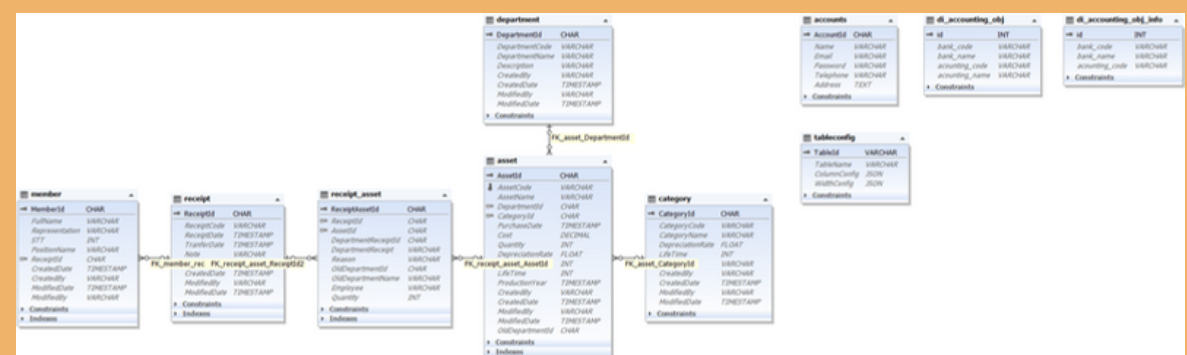 department
DepartmentId CHAR
DepartmentCode VARCHAR
DepartmentName VARCHAR
Description VARCHAR
CreatedBy VARCHAR
CreatedDate TIMESTAMP
ModifiedBy VARCHAR
ModifiedDate TIMESTAMP
Constraints
accounts
AccountId CHAR
Name VARCHAR
Email VARCHAR
Password VARCHAR
Telephone VARCHAR
Address TEXT
Constraints
di_accounting_obj
id INT
bank_code VARCHAR
bank_name VARCHAR
acounting_code VARCHAR
acounting_name VARCHAR
Constraints
di_accounting_obj_info
id INT
bank_code VARCHAR
bank_name VARCHAR
acounting_code VARCHAR
Constraints
FK_asset_DepartmentId
tableconfig
TableId VARCHAR
TableName VARCHAR
ColumnConfig JSON
WidthConfig JSON
Constraints
member
MemberId CHAR
FullName VARCHAR
Representation VARCHAR
STT INT
PositionName VARCHAR
ReceiptId CHAR
CreatedDate TIMESTAMP
CreatedBy VARCHAR
ModifiedDate TIMESTAMP
ModifiedBy VARCHAR
Constraints
Indexes
FK_member_rec
receipt
ReceiptId CHAR
ReceiptCode VARCHAR
ReceiptDate TIMESTAMP
TranferDate TIMESTAMP
Note VARCHAR
CreatedDate TIMESTAMP
ModifiedBy VARCHAR
ModifiedDate TIMESTAMP
Constraints
Indexes
FK_receipt_asset_ReceiptId2
receipt_asset
ReceiptAssetId CHAR
ReceiptId CHAR
AssetId CHAR
DepartmentReceiptId CHAR
DepartmentReceipt VARCHAR
Reason VARCHAR
OldDepartmentId CHAR
OldDepartmentName VARCHAR
Employee VARCHAR
Quantity INT
Constraints
Indexes
FK_receipt_asset_AssetId
asset
AssetId CHAR
AssetCode VARCHAR
AssetName VARCHAR
DepartmentId CHAR
CategoryId CHAR
PurchaseDate TIMESTAMP
Cost DECIMAL
Quantity INT
DepreciationRate FLOAT
INT
LifeTime INT
ProductionYear TIMESTAMP
CreatedBy VARCHAR
CreatedDate TIMESTAMP
ModifiedBy VARCHAR
ModifiedDate TIMESTAMP
OldDepartmentId CHAR
Constraints
Indexes
FK_asset_CategoryId
category
CategoryId CHAR
CategoryCode VARCHAR
CategoryName VARCHAR
DepreciationRate FLOAT
LifeTime INT
CreatedBy VARCHAR
CreatedDate TIMESTAMP
ModifiedBy VARCHAR
ModifiedDate TIMESTAMP
Constraints